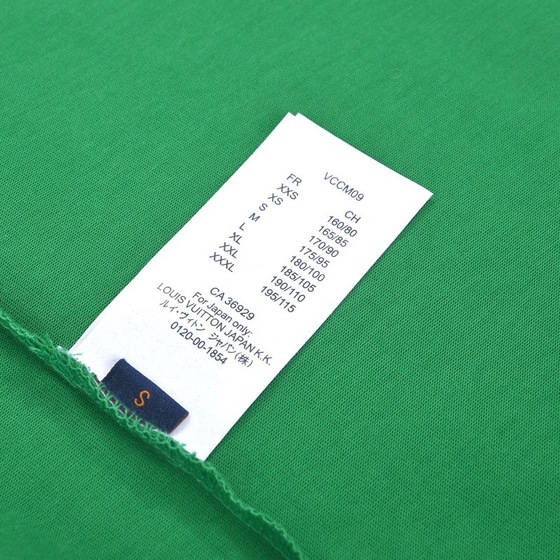 VCCM09
FR CH
XXS 160/80
XS 165/85
S 170/90
M 175/95
L 180/100
XL 185/105
XXL 190/110
XXXL 195/115
CA 36929
For Japan only:
LOUIS VUITTON JAPAN K.K.
ルイ・ヴィトン ジャパン(株)
0120-00-1854
S